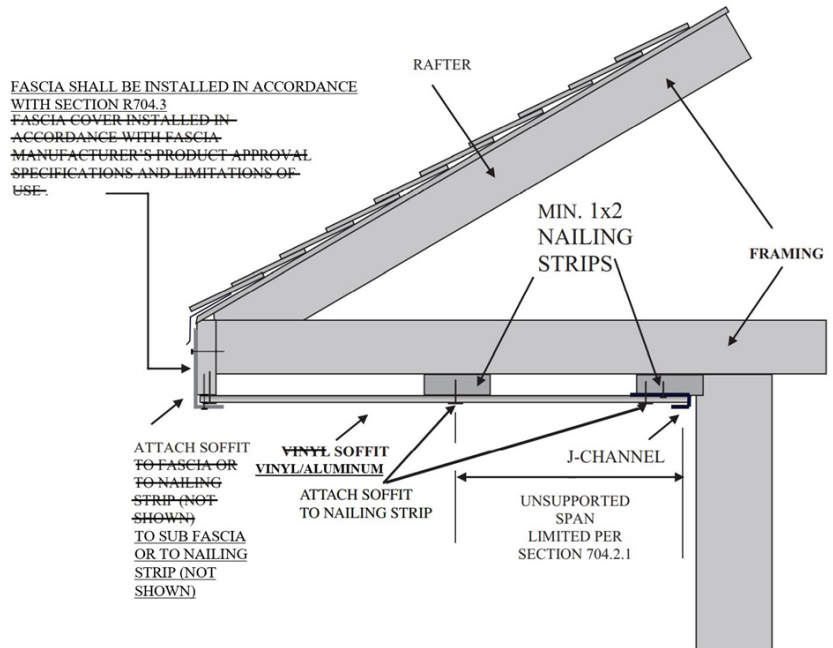 RAFTER
FASCIA SHALL BE INSTALLED IN ACCORDANCE
WITH SECTION R704.3
FASCIA COVER INSTALLED IN
ACCORDANCE WITH FASCIA
MANUFACTURER'S PRODUCT APPROVAL
SPECIFICATIONS AND LIMITATIONS OF
USE .
MIN. 1x2
NAILING
STRIPS
FRAMING
ATTACH SOFFIT
TO FASCIA OR
TO NAILING
STRIP (NOT
SHOWN)
TO SUB FASCIA
OR TO NAILING
STRIP (NOT
SHOWN)
VINYL SOFFIT
VINYL/ALUMINUM
ATTACH SOFFIT
TO NAILING STRIP
J-CHANNEL
UNSUPPORTED
SPAN
LIMITED PER
SECTION 704.2.1